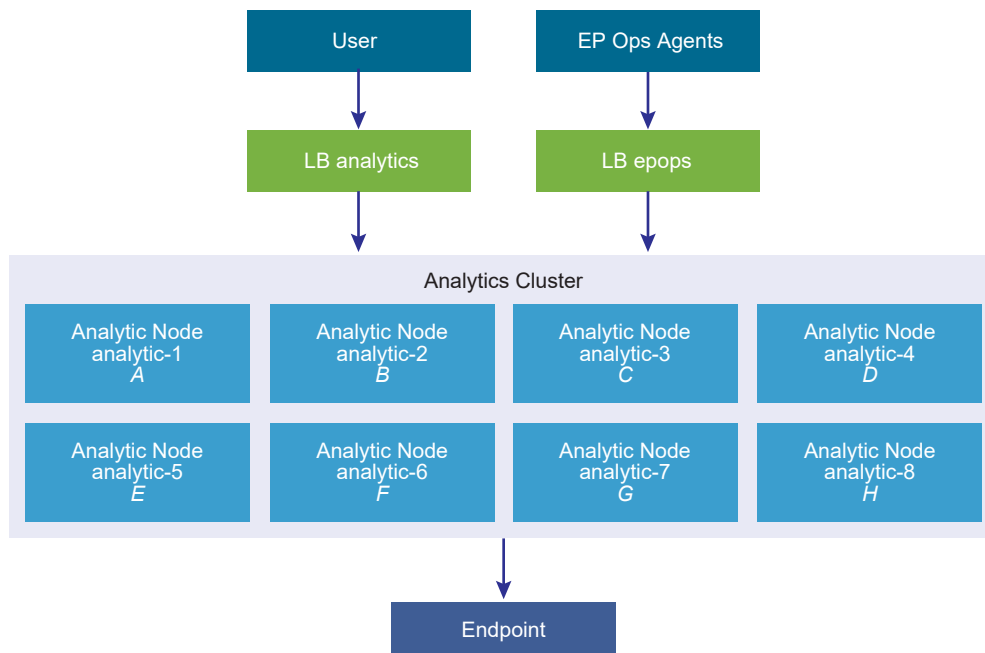 User
EP Ops Agents
LB analytics
LB epops
Analytics Cluster
Analytic Node
analytic-1
A
Analytic Node
analytic-2
B
Analytic Node
analytic-3
C
Analytic Node
analytic-4
D
Analytic Node
analytic-5
E
Analytic Node
analytic-6
F
Analytic Node
analytic-7
G
Analytic Node
analytic-8
H
Endpoint